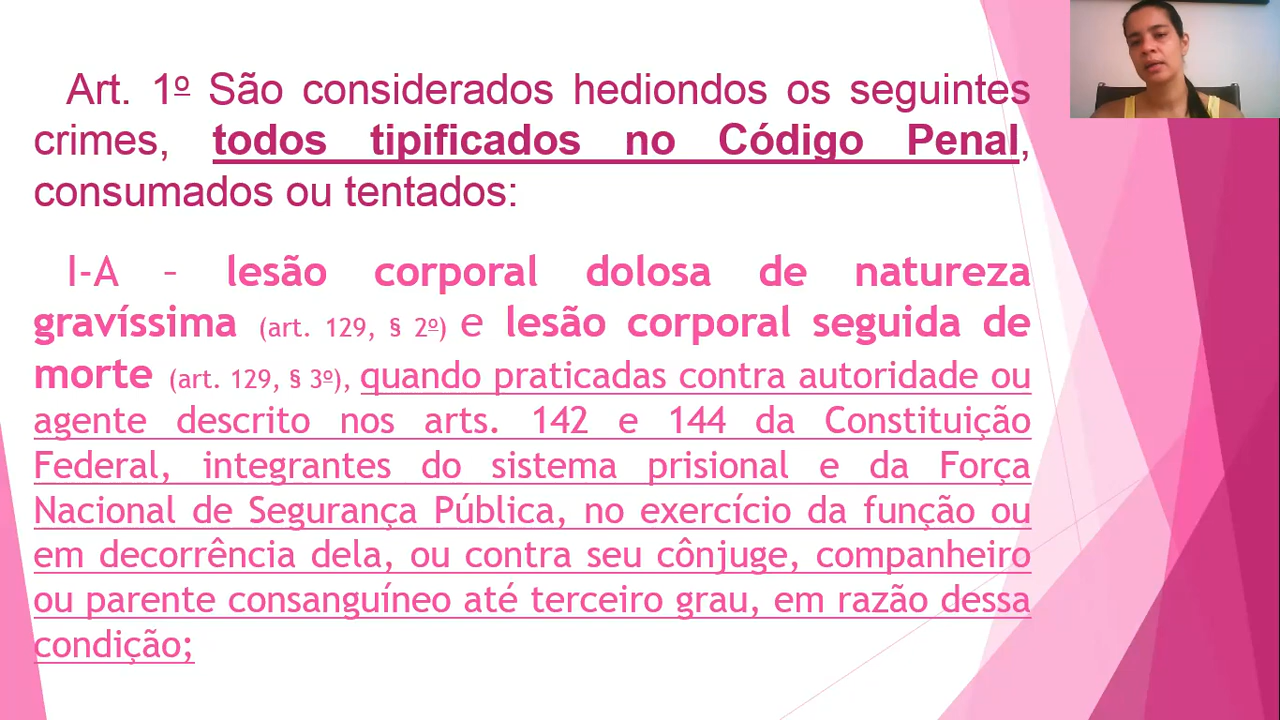 Art. 1º São considerados hediondos os seguintes
crimes, todos tipificados no Código Penal,
consumados ou tentados:
I-A – lesão corporal dolosa de natureza
gravíssima (art. 129, § 2º) e lesão corporal seguida de
morte (art. 129, § 3º), quando praticadas contra autoridade ou
agente descrito nos arts. 142 e 144 da Constituição
Federal, integrantes do sistema prisional e da Força
Nacional de Segurança Pública, no exercício da função ou
em decorrência dela, ou contra seu cônjuge, companheiro
ou parente consanguíneo até terceiro grau, em razão dessa
condição;